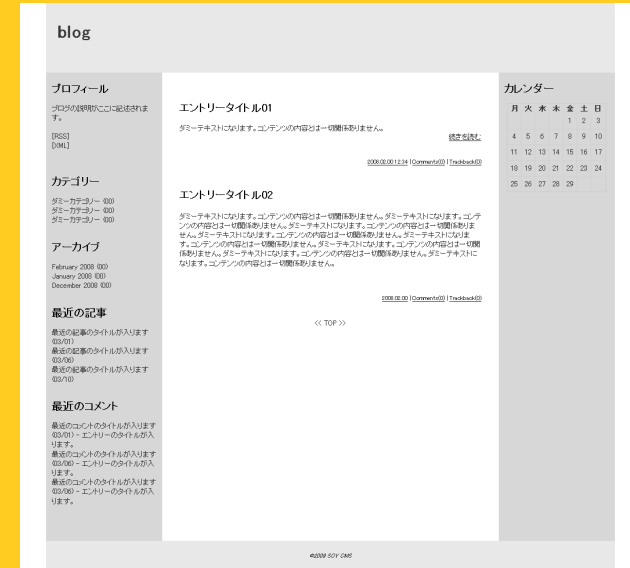 blog
プロフィール
ブログの説明がここに記述されま
す。
[RSS]
[XML]
カテゴリー
ダミーカテゴリー (00)
ダミーカテゴリー (00)
ダミーカテゴリー (00)
アーカイブ
February 2008 (00)
January 2008 (00)
December 2008 (00)
最近の記事
最近の記事のタイトルが入ります
(03/01)
最近の記事のタイトルが入ります
(03/06)
最近の記事のタイトルが入ります
(03/10)
最近のコメント
最近のコメントのタイトルが入ります
(03/01) - エントリーのタイトルが入
ります。
最近のコメントのタイトルが入ります
(03/06) - エントリーのタイトルが入
ります。
最近のコメントのタイトルが入ります
(03/06) - エントリーのタイトルが入
ります。
エントリータイトル01
ダミーテキストになります。コンテンツの内容とは一切関係ありません。
続きを読む
2008.02.00 12:34 | Comments(0) | Trackback(0)
エントリータイトル02
ダミーテキストになります。コンテンツの内容とは一切関係ありません。ダミーテキストになります。コンテ
ンツの内容とは一切関係ありません。ダミーテキストになります。コンテンツの内容とは一切関係ありま
せん。ダミーテキストになります。コンテンツの内容とは一切関係ありません。ダミーテキストになりま
す。コンテンツの内容とは一切関係ありません。ダミーテキストになります。コンテンツの内容とは一切関
係ありません。ダミーテキストになります。コンテンツの内容とは一切関係ありません。ダミーテキストに
なります。コンテンツの内容とは一切関係ありません。
2008.02.00 | Comments(0) | Trackback(0)
<< TOP >>
カレンダー
月 火 水 木 金 土 日
1 2 3
4 5 6 7 8 9 10
11 12 13 14 15 16 17
18 19 20 21 22 23 24
25 26 27 28 29
©2008 SOY CMS